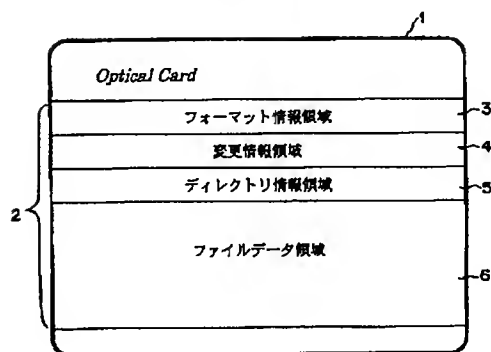 1
Optical Card
フォーマット情報領域 3
変更情報領域 4
ディレクトリ情報領域 5
2
ファイルデータ領域
6